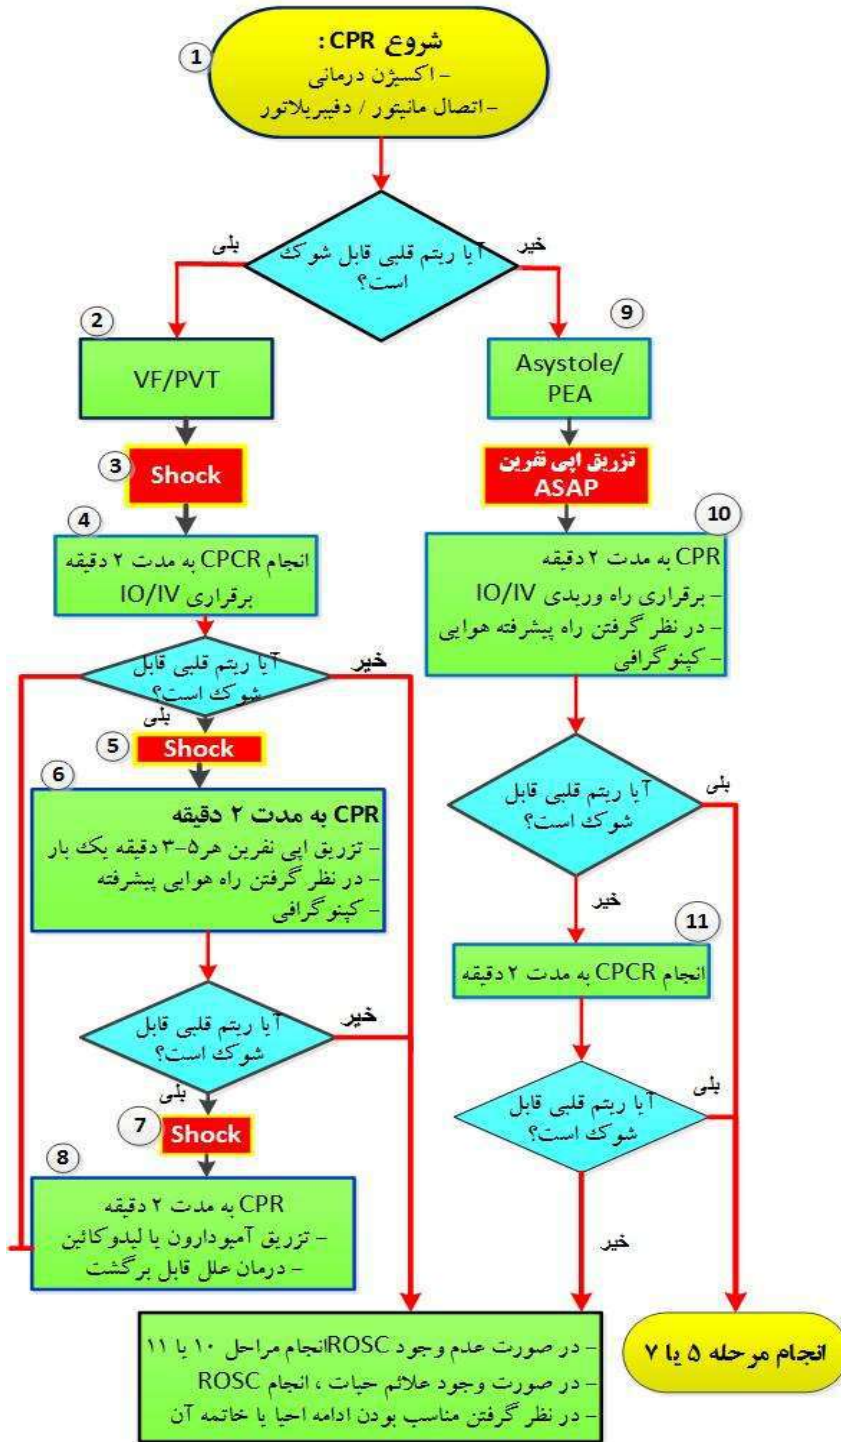 1
شروع CPR :
- اکسیژن درمانی
- اتصال مانیتور / دفیبریلاتور
آیا ریتم قلبی قابل شوک
است؟
بلی
خیر
2
VF/PVT
3
Shock
4
انجام CPCR به مدت ۲ دقیقه
برقراری IO/IV
آیا ریتم قلبی قابل
شوک است؟
خیر
بلی
5
Shock
6
CPR به مدت ۲ دقیقه
- تزریق اپی نفرین هر۵-۳ دقیقه یک بار
- در نظر گرفتن راه هوایی پیشرفته
- کپنوگرافی
آیا ریتم قلبی قابل
شوک است؟
خیر
بلی
7
Shock
8
CPR به مدت ۲ دقیقه
- تزریق آمیودارون یا لیدوکائین
- درمان علل قابل برگشت
9
Asystole/
PEA
تزریق اپی نفرین
ASAP
10
CPR به مدت ۲ دقیقه
- برقراری راه وریدی IO/IV
- در نظر گرفتن راه پیشرفته هوایی
- کپنوگرافی
آیا ریتم قلبی قابل
شوک است؟
بلی
خیر
11
انجام CPCR به مدت ۲ دقیقه
آیا ریتم قلبی قابل
شوک است؟
بلی
خیر
- در صورت عدم وجود ROSCانجام مراحل ۱۰ یا ۱۱
- در صورت وجود علائم حیات ، انجام ROSC
- در نظر گرفتن مناسب بودن ادامه احیا یا خاتمه آن
انجام مرحله ۵ یا ۷